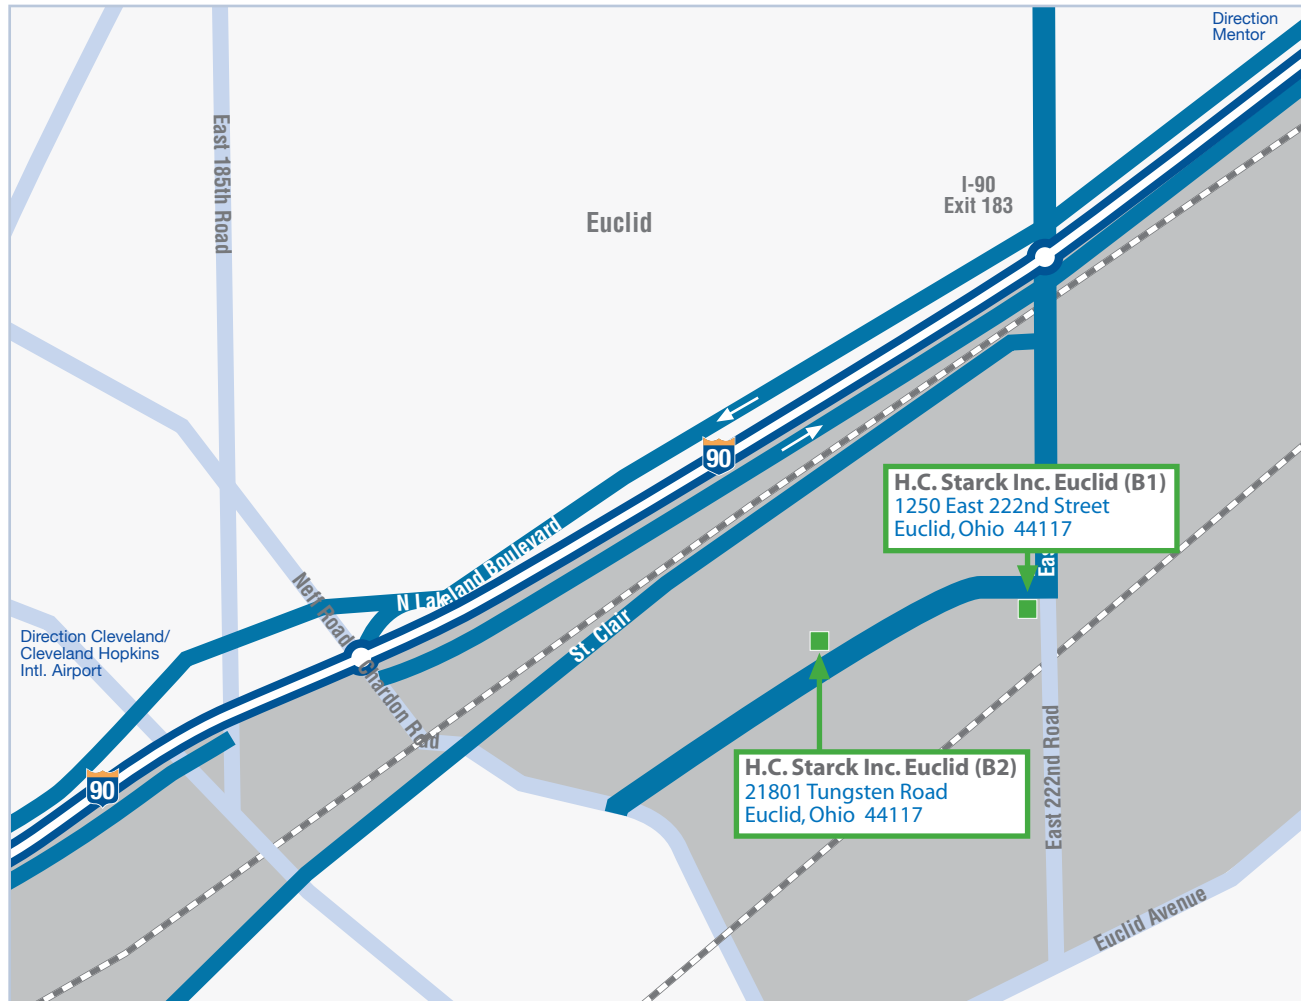 Direction
Mentor
East 185th Road
I-90
Exit 183
Euclid
90
H.C. Starck Inc. Euclid (B1)
1250 East 222nd Street
Euclid, Ohio 44117
N Lakeland Boulevard
Neff Road
Chardon Road
St. Clair
Direction Cleveland/
Cleveland Hopkins
Intl. Airport
90
H.C. Starck Inc. Euclid (B2)
21801 Tungsten Road
Euclid, Ohio 44117
East 222nd Road
Euclid Avenue